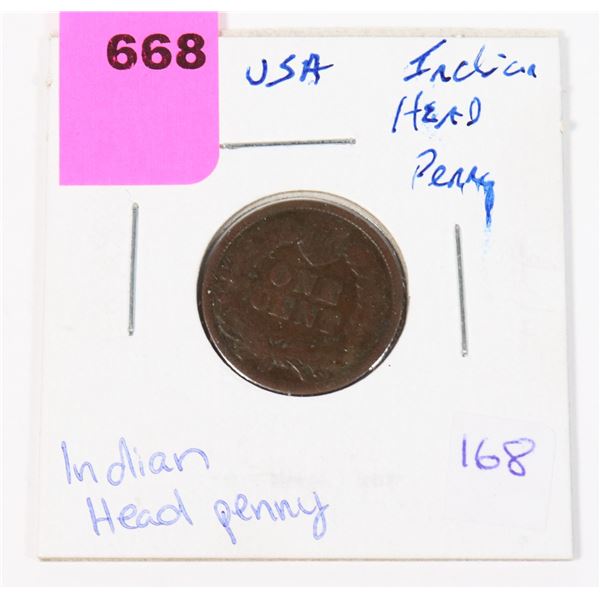 668
USA
Indian
HEAD
Penny
ONE
CENT
Indian
Head penny
168